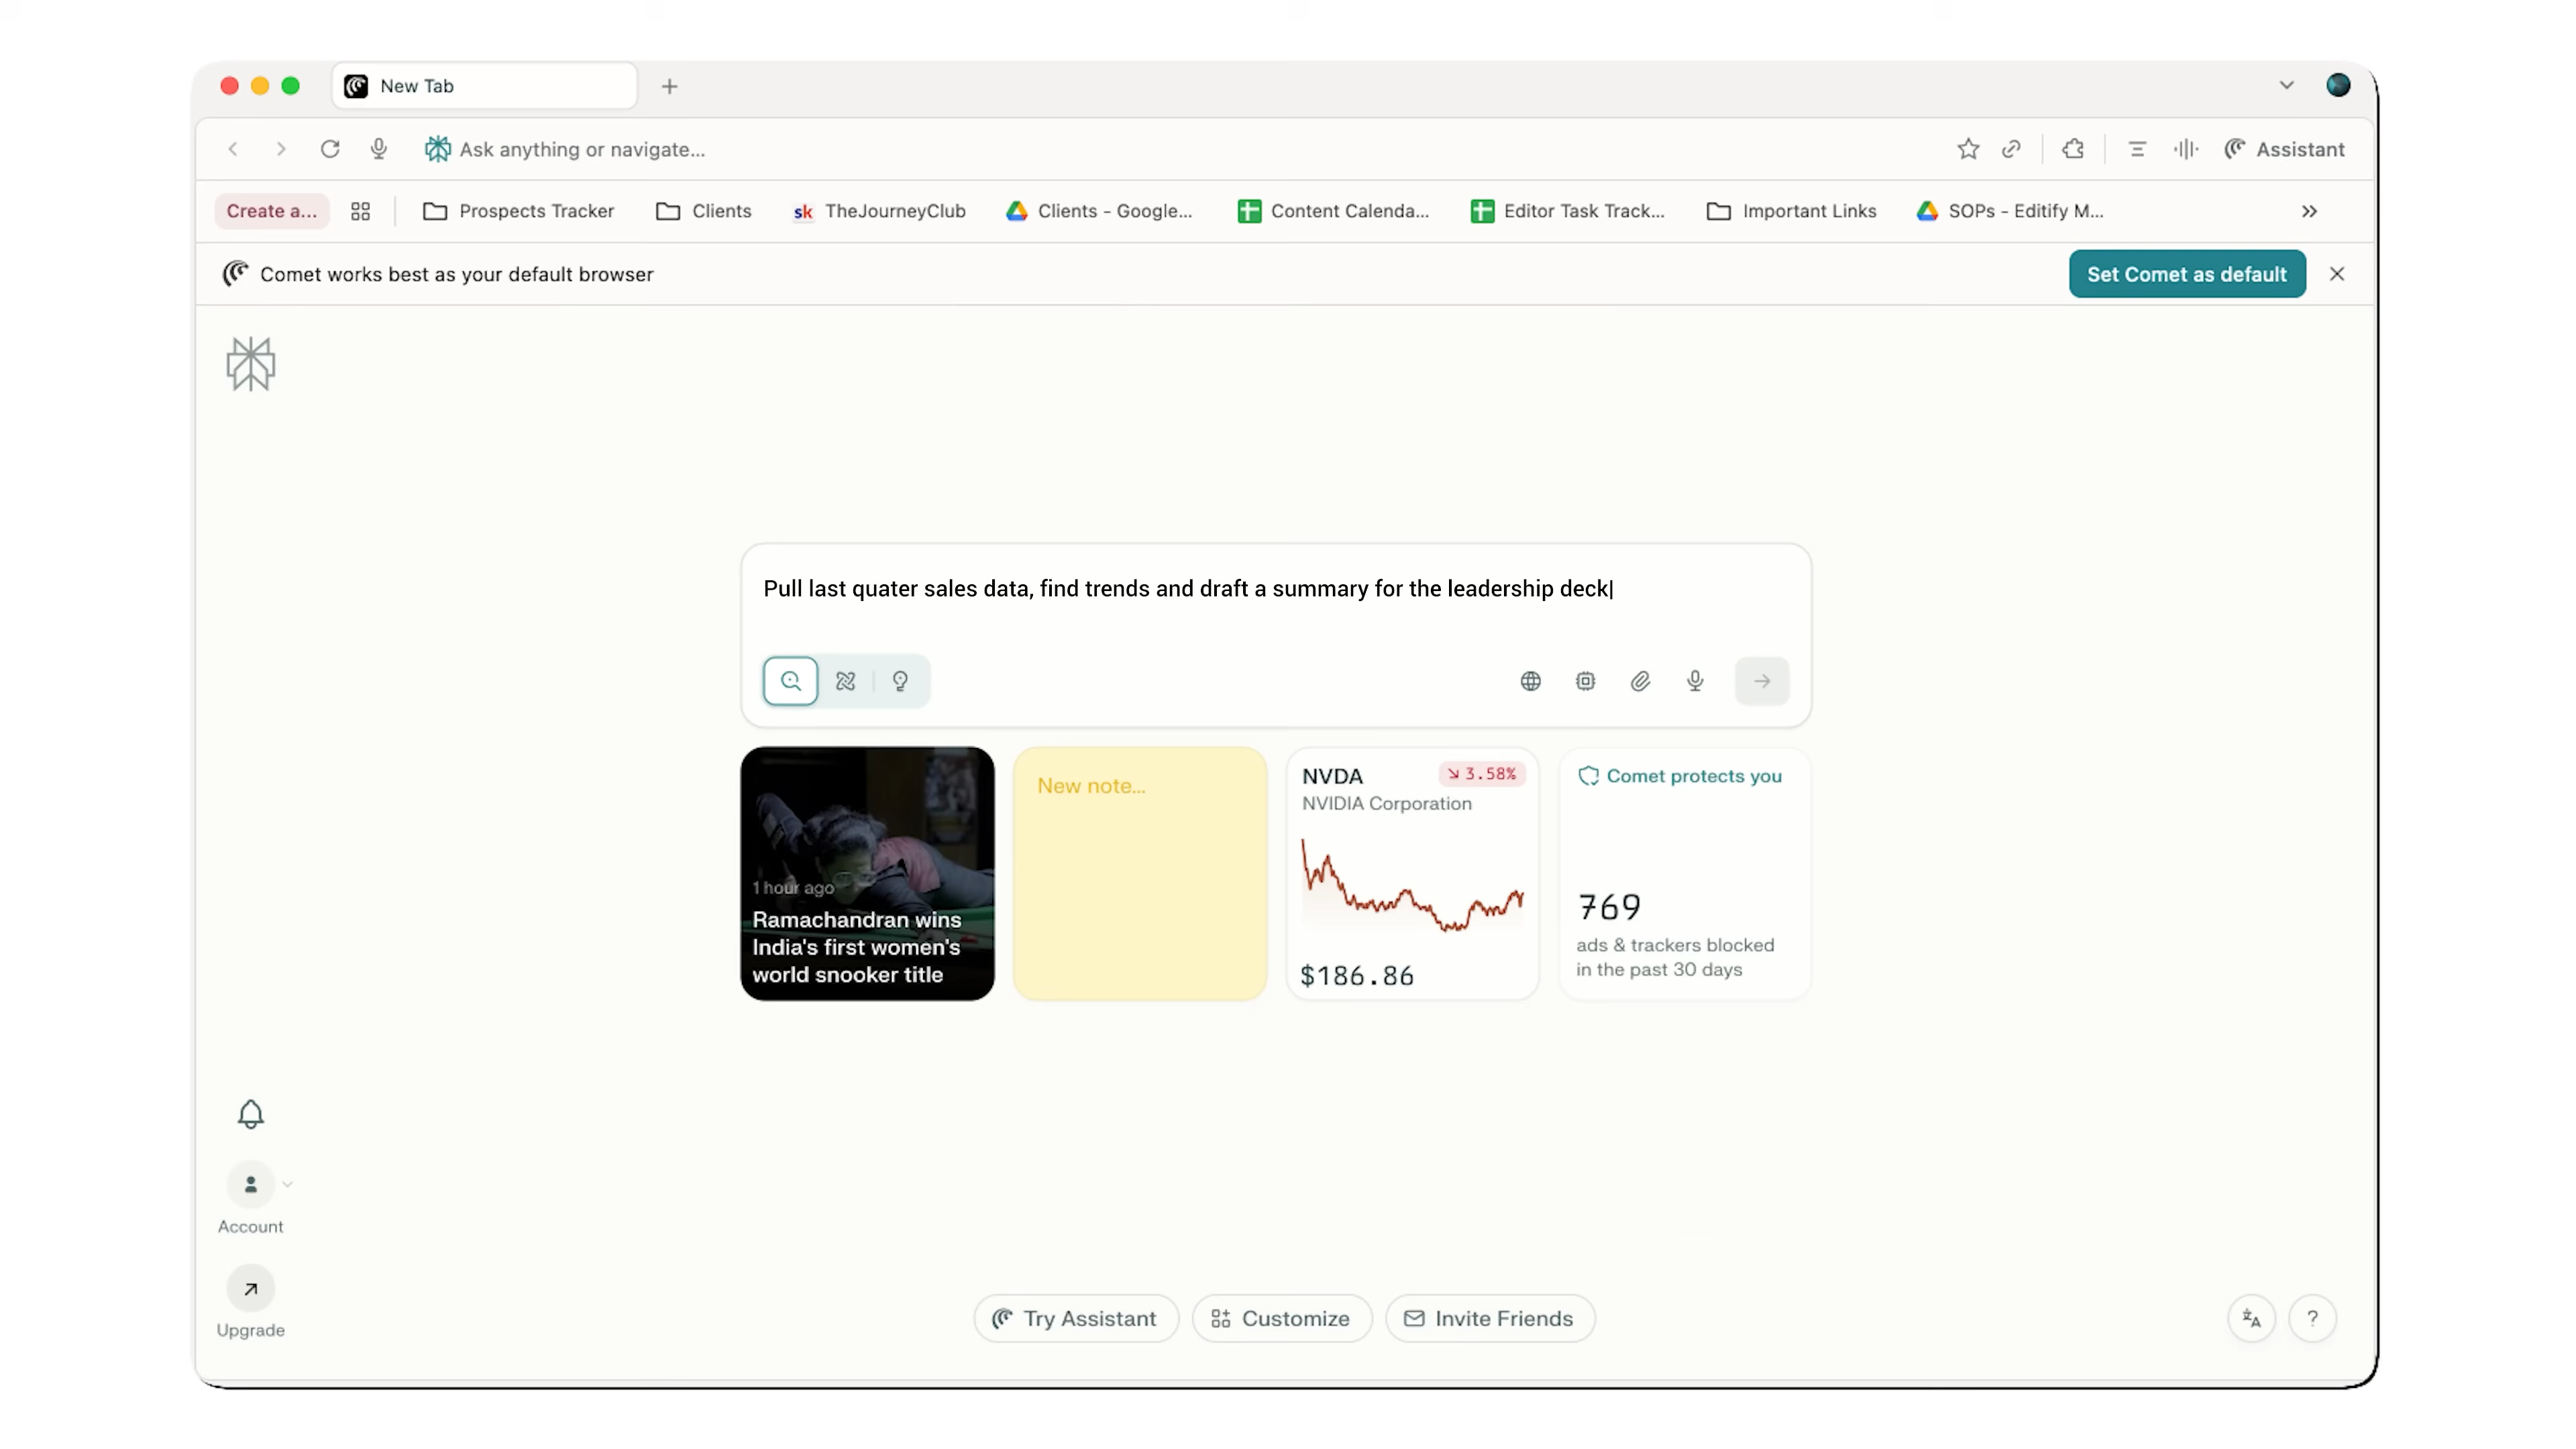 New Tab
Ask anything or navigate...
Assistant
Create a...
Prospects Tracker
Clients
sk
TheJourneyClub
Clients - Google...
Content Calenda...
Editor Task Track...
Important Links
SOPs - Editify M...
Comet works best as your default browser
Set Comet as default
Pull last quater sales data, find trends and draft a summary for the leadership deck
1 hour ago
Ramachandran wins
India's first women's
world snooker title
New note...
NVDA
3.58%
NVIDIA Corporation
$186.86
Comet protects you
769
ads & trackers blocked
in the past 30 days
Account
Upgrade
Try Assistant
Customize
Invite Friends
?